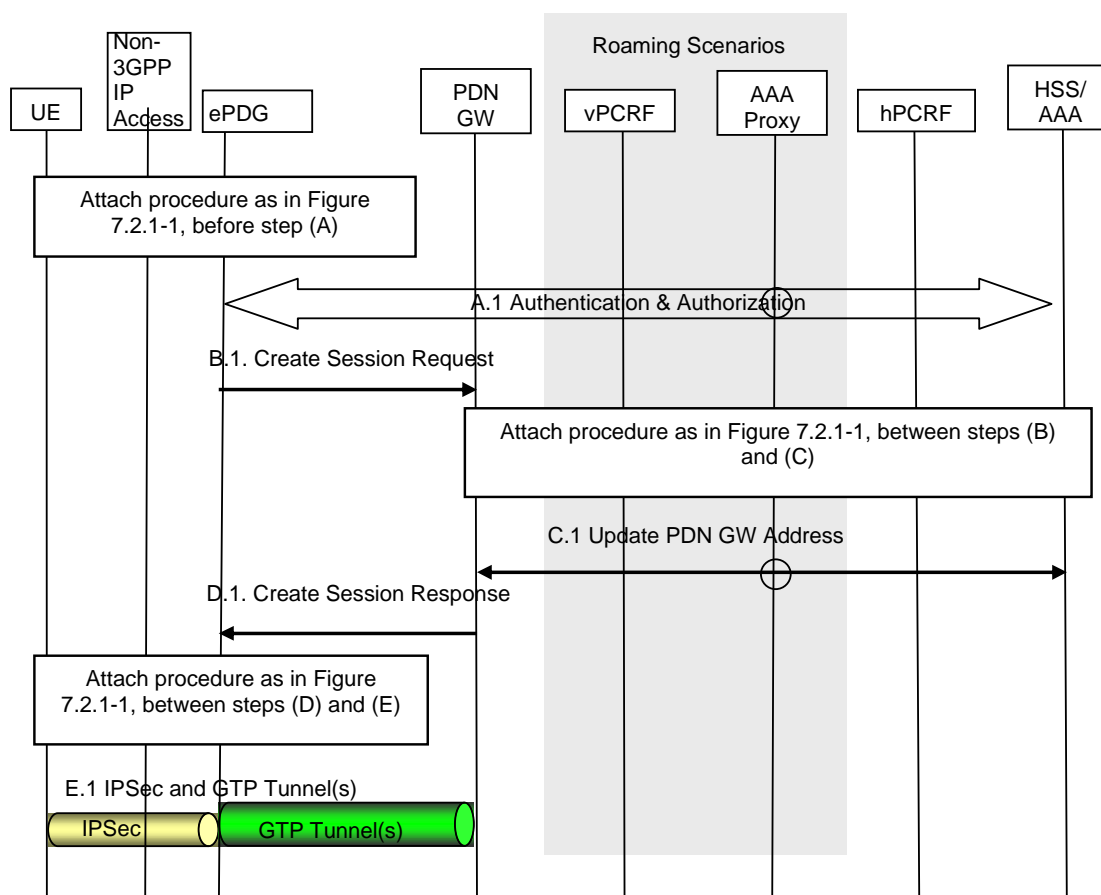 Roaming Scenarios
Non-
3GPP
IP
Access
UE
ePDG
PDN
GW
vPCRF
AAA
Proxy
hPCRF
HSS/
AAA
Attach procedure as in Figure
7.2.1-1, before step (A)
A.1 Authentication & Authorization
B.1. Create Session Request
Attach procedure as in Figure 7.2.1-1, between steps (B)
and (C)
C.1 Update PDN GW Address
D.1. Create Session Response
Attach procedure as in Figure
7.2.1-1, between steps (D) and (E)
E.1 IPSec and GTP Tunnel(s)
IPSec
GTP Tunnel(s)